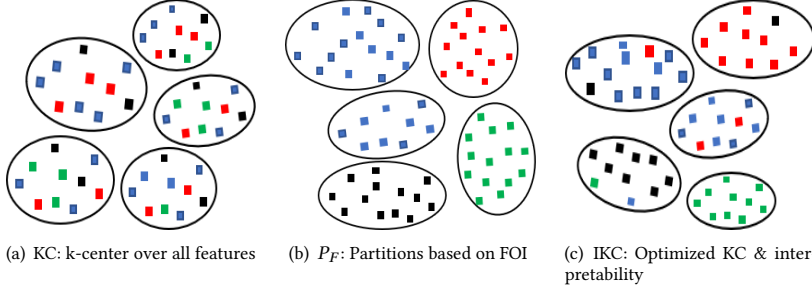 (a) KC: k-center over all features
(b) P_F: Partitions based on FOI
(c) IKC: Optimized KC & inter
pretability